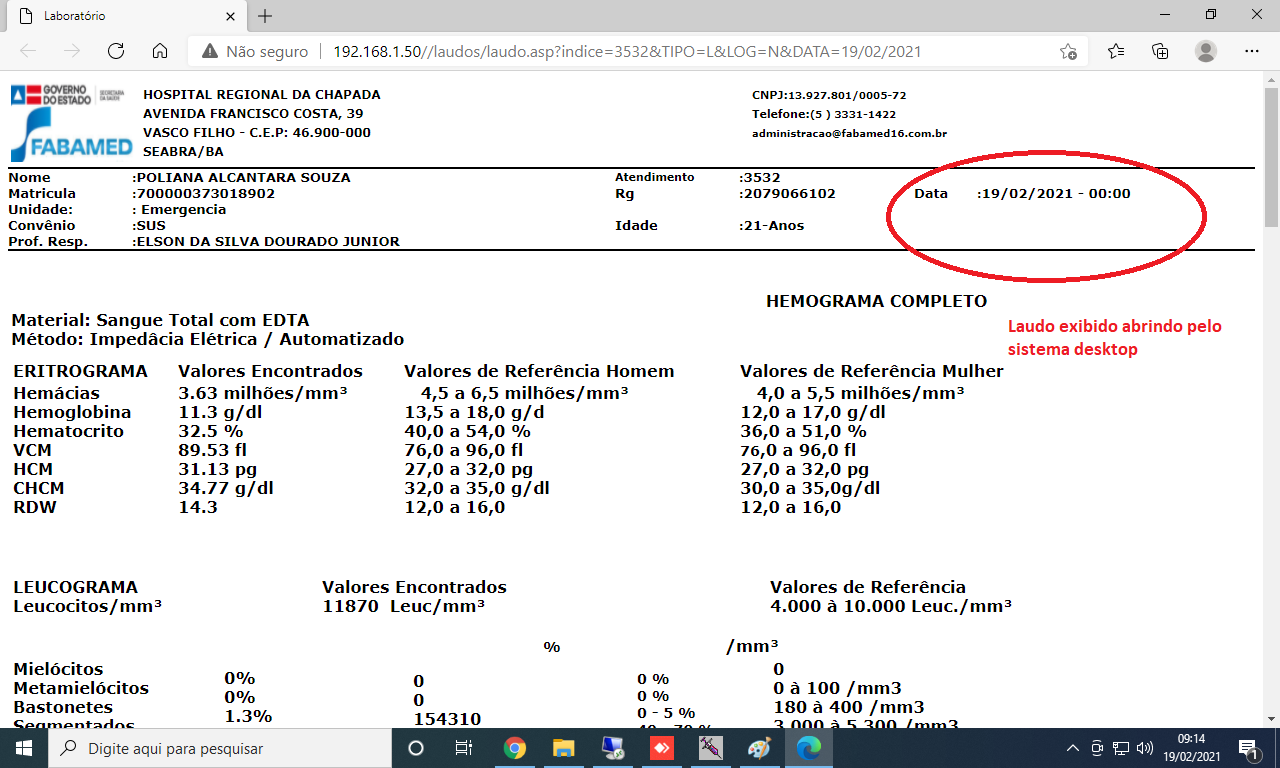 Laboratório
Não seguro
192.168.1.50//laudos/laudo.asp?indice=3532&TIPO=L&LOG=N&DATA=19/02/2021
GOVERNO DO ESTADO
SECRETARIA DA SAÚDE
FABAMED
HOSPITAL REGIONAL DA CHAPADA
AVENIDA FRANCISCO COSTA, 39
VASCO FILHO - C.E.P: 46.900-000
SEABRA/BA
CNPJ:13.927.801/0005-72
Telefone:(5 ) 3331-1422
administracao@fabamed16.com.br
Nome :POLIANA ALCANTARA SOUZA Atendimento :3532
Matricula :700000373018902 Rg :2079066102 Data :19/02/2021 - 00:00
Unidade: : Emergencia
Convênio :SUS Idade :21-Anos
Prof. Resp. :ELSON DA SILVA DOURADO JUNIOR
HEMOGRAMA COMPLETO
Material: Sangue Total com EDTA
Método: Impedâcia Elétrica / Automatizado
Laudo exibido abrindo pelo
sistema desktop
ERITROGRAMA Valores Encontrados Valores de Referência Homem Valores de Referência Mulher
Hemácias 3.63 milhões/mm³ 4,5 a 6,5 milhões/mm³ 4,0 a 5,5 milhões/mm³
Hemoglobina 11.3 g/dl 13,5 a 18,0 g/d 12,0 a 17,0 g/dl
Hematocrito 32.5 % 40,0 a 54,0 % 36,0 a 51,0 %
VCM 89.53 fl 76,0 a 96,0 fl 76,0 a 96,0 fl
HCM 31.13 pg 27,0 a 32,0 pg 27,0 a 32,0 pg
CHCM 34.77 g/dl 32,0 a 35,0 g/dl 30,0 a 35,0g/dl
RDW 14.3 12,0 a 16,0 12,0 a 16,0
LEUCOGRAMA Valores Encontrados Valores de Referência
Leucocitos/mm³ 11870 Leuc/mm³ 4.000 à 10.000 Leuc./mm³
% /mm³
Mielócitos 0% 0 0 % 0
Metamielócitos 0% 0 0 % 0 à 100 /mm3
Bastonetes 1.3% 154310 0 - 5 % 180 à 400 /mm3
Segmentados 3.000 à 5.300 /mm3
Digite aqui para pesquisar
09:14
19/02/2021
1